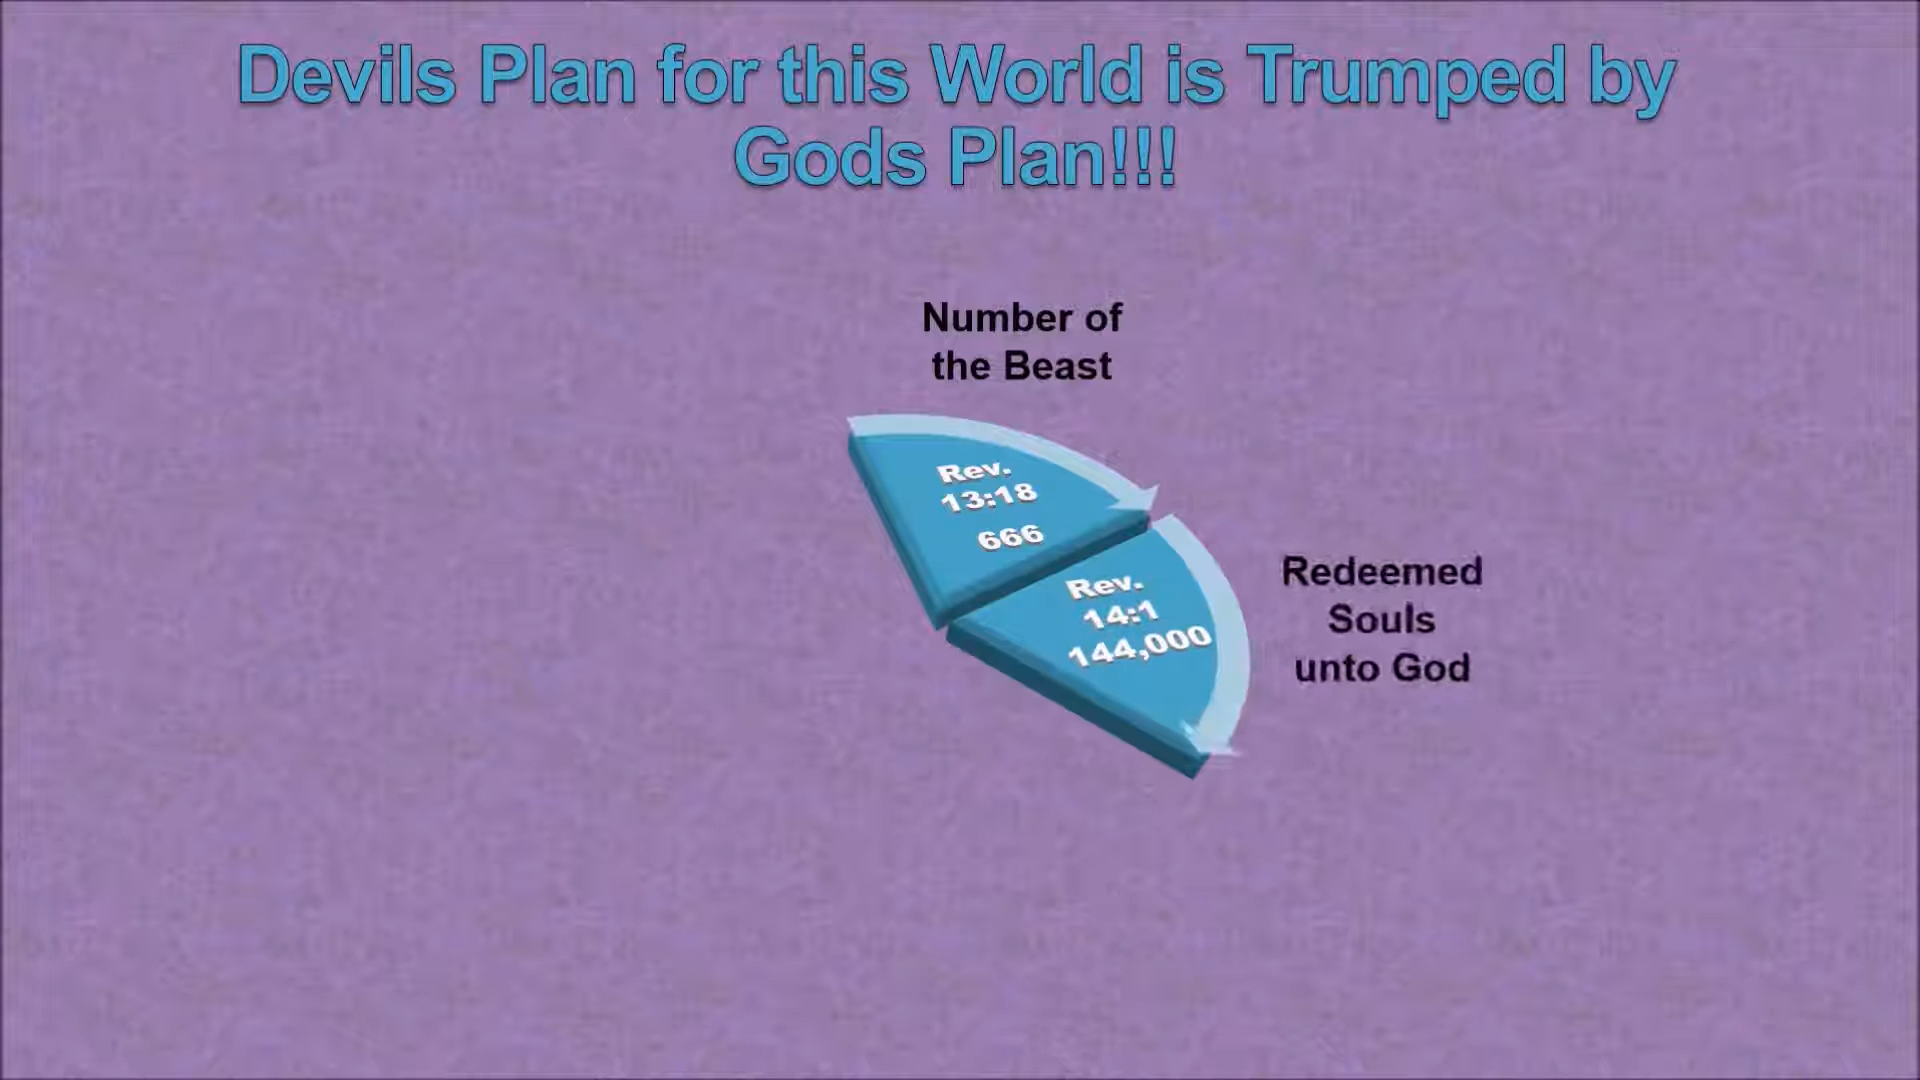 Devils Plan for this World is Trumped by
Gods Plan!!!
Number of
the Beast
Rev.
13:18
666
Rev.
14:1
144,000
Redeemed
Souls
unto God